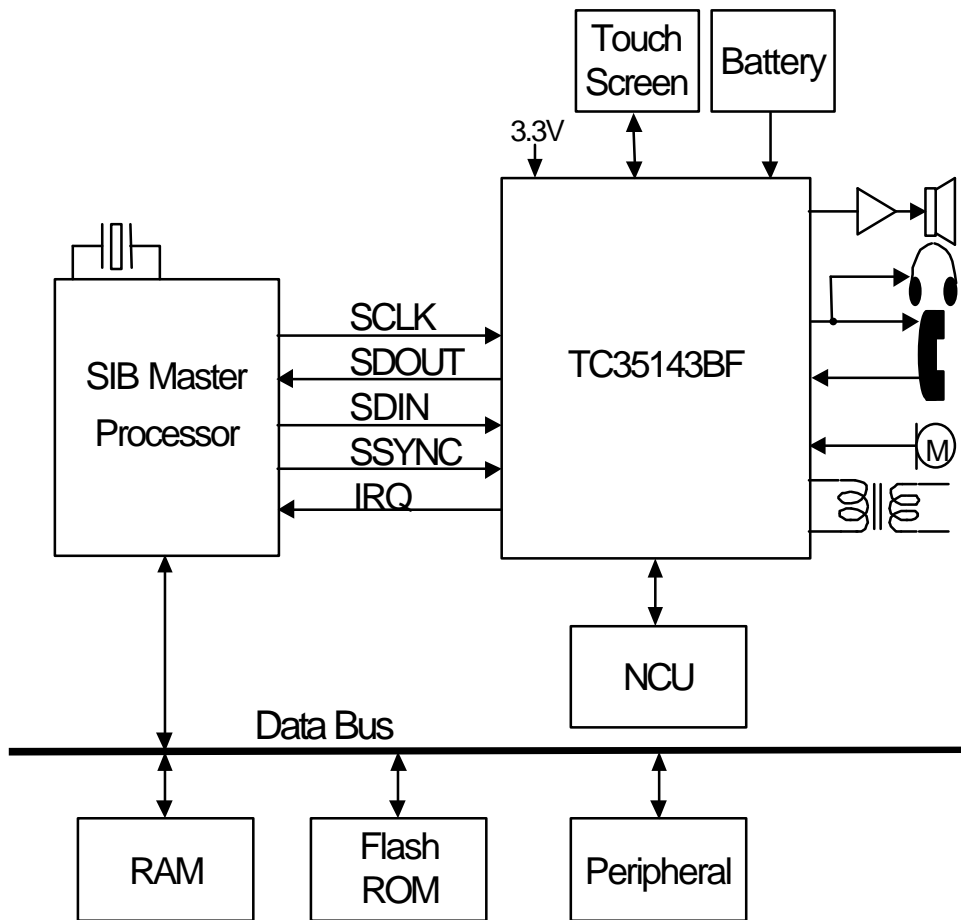 Touch
Screen
Battery
3.3V
SIB Master
Processor
SCLK
SDOUT
SDIN
SSYNC
IRQ
TC35143BF
M
NCU
Data Bus
RAM
Flash
ROM
Peripheral